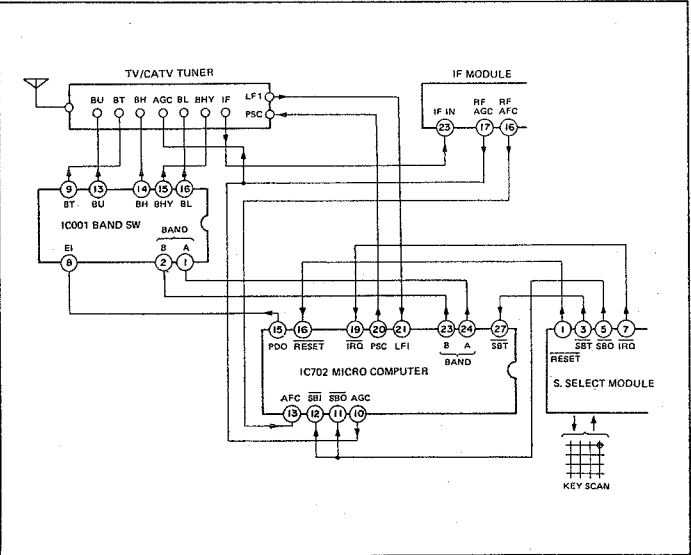 TV/CATV TUNER
IF MODULE
BU BT BH AGC BL BHY IF
LF1
PSC
IF IN
RF AGC
RF AFC
23 17 16
9 13 14 15 16
BT BU BH BHY BL
IC001 BAND SW
BAND
B A
EI
8 2 1
15 16 19 20 21 23 24 27
PDO RESET IRQ PSC LFI B A SBT
BAND
IC702 MICRO COMPUTER
AFC SBI SBO AGC
13 12 11 10
1 3 5 7
RESET SBT SBO IRQ
S. SELECT MODULE
KEY SCAN